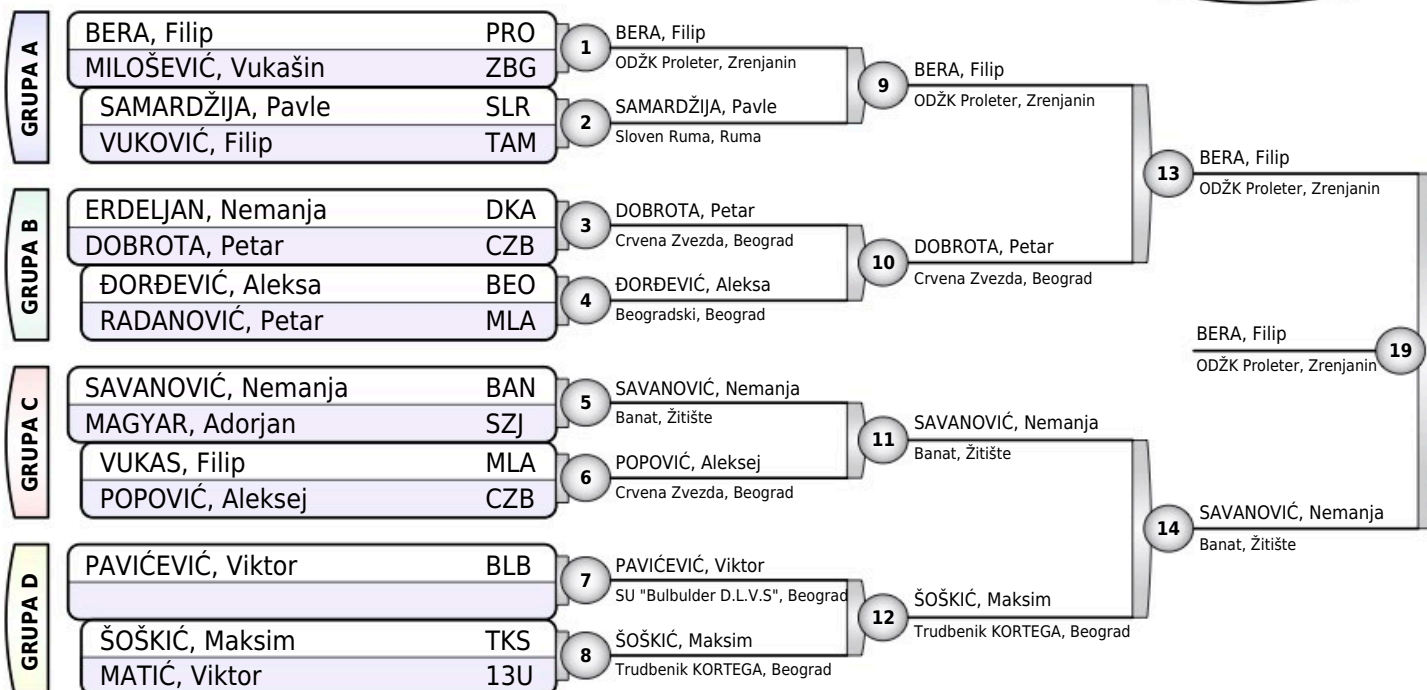 GRUPA A
BERA, Filip PRO
MILOŠEVIĆ, Vukašin ZBG
SAMARDŽIJA, Pavle SLR
VUKOVIĆ, Filip TAM
GRUPA B
ERDELJAN, Nemanja DKA
DOBROTA, Petar CZB
ĐORĐEVIĆ, Aleksa BEO
RADANOVIĆ, Petar MLA
GRUPA C
SAVANOVIĆ, Nemanja BAN
MAGYAR, Adorjan SZJ
VUKAS, Filip MLA
POPOVIĆ, Aleksej CZB
GRUPA D
PAVIĆEVIĆ, Viktor BLB
ŠOŠKIĆ, Maksim TKS
MATIĆ, Viktor 13U
1
BERA, Filip
ODŽK Proleter, Zrenjanin
2
SAMARDŽIJA, Pavle
Sloven Ruma, Ruma
3
DOBROTA, Petar
Crvena Zvezda, Beograd
4
ĐORĐEVIĆ, Aleksa
Beogradski, Beograd
5
SAVANOVIĆ, Nemanja
Banat, Žitište
6
POPOVIĆ, Aleksej
Crvena Zvezda, Beograd
7
PAVIĆEVIĆ, Viktor
SU "Bulbulder D.L.V.S", Beograd
8
ŠOŠKIĆ, Maksim
Trudbenik KORTEGA, Beograd
9
BERA, Filip
ODŽK Proleter, Zrenjanin
10
DOBROTA, Petar
Crvena Zvezda, Beograd
11
SAVANOVIĆ, Nemanja
Banat, Žitište
12
ŠOŠKIĆ, Maksim
Trudbenik KORTEGA, Beograd
13
BERA, Filip
ODŽK Proleter, Zrenjanin
14
SAVANOVIĆ, Nemanja
Banat, Žitište
BERA, Filip
ODŽK Proleter, Zrenjanin
19